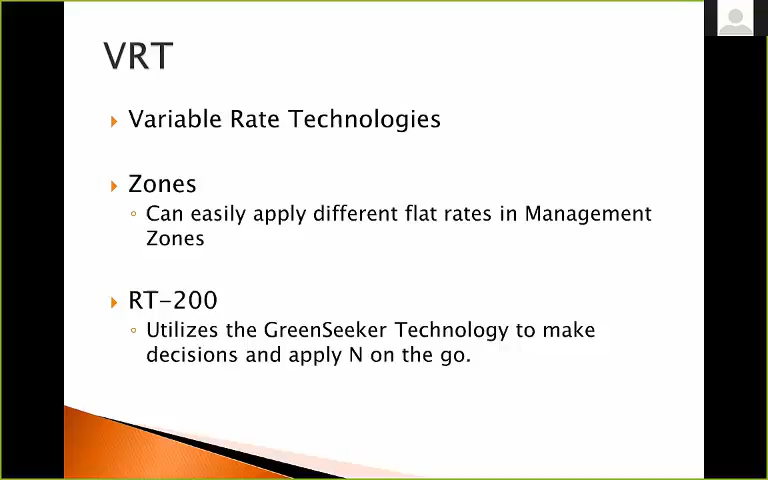 VRT
Variable Rate Technologies
Zones
Can easily apply different flat rates in Management
Zones
RT-200
Utilizes the GreenSeeker Technology to make
decisions and apply N on the go.